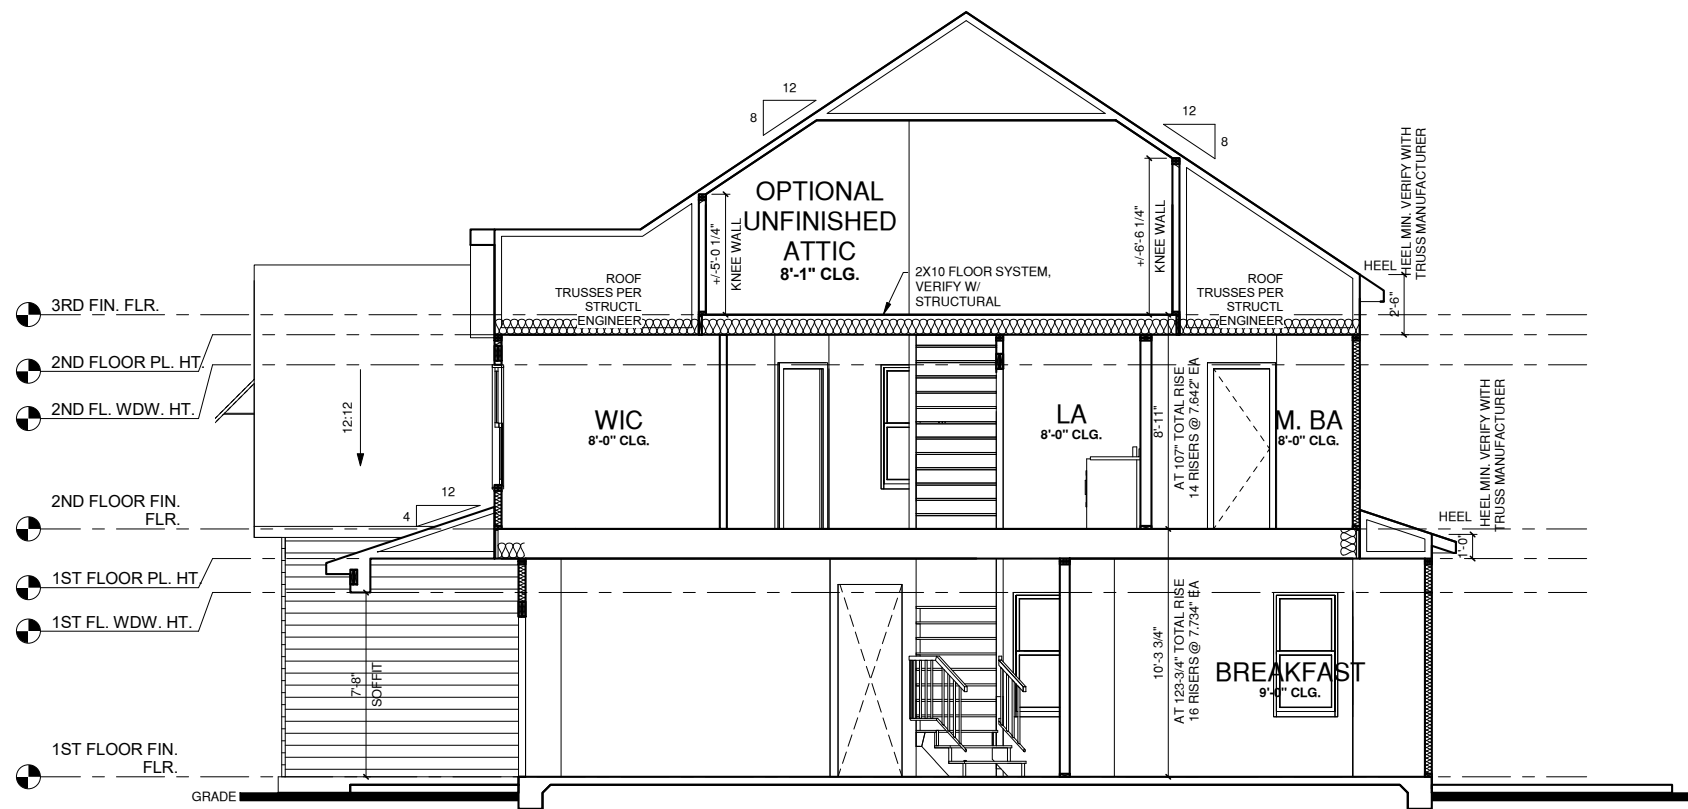 12
8
12
8
HEEL MIN. VERIFY WITH
TRUSS MANUFACTURER
OPTIONAL
UNFINISHED
ATTIC
8'-1" CLG.
+/-5'-0 1/4"
KNEE WALL
+/-6'-6 1/4"
KNEE WALL
2X10 FLOOR SYSTEM,
VERIFY W/
STRUCTURAL
ROOF
TRUSSES PER
STRUCTL
ENGINEER
ROOF
TRUSSES PER
STRUCTL
ENGINEER
HEEL
2'-6"
3RD FIN. FLR.
2ND FLOOR PL. HT.
2ND FL. WDW. HT.
12:12
WIC
8'-0" CLG.
LA
8'-0" CLG.
8'-11"
AT 107" TOTAL RISE
14 RISERS @ 7.642" EA
M. BA
8'-0" CLG.
HEEL MIN. VERIFY WITH
TRUSS MANUFACTURER
12
4
2ND FLOOR FIN.
FLR.
HEEL
1'-0"
1ST FLOOR PL. HT.
1ST FL. WDW. HT.
7'-8"
SOFFIT
10'-3 3/4"
AT 123-3/4" TOTAL RISE
16 RISERS @ 7.734" EA
BREAKFAST
9'-0" CLG.
1ST FLOOR FIN.
FLR.
GRADE